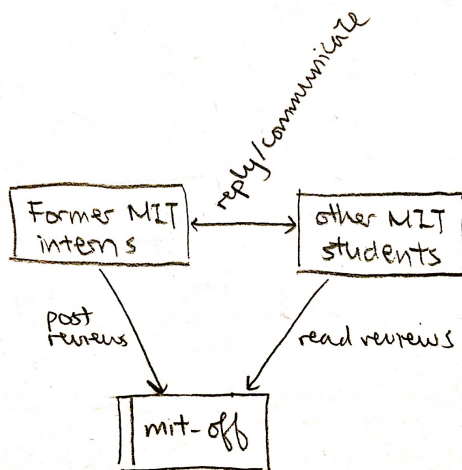 reply/communicate
Former MIT
interns
other MIT
students
post
reviews
read reviews
mit-off